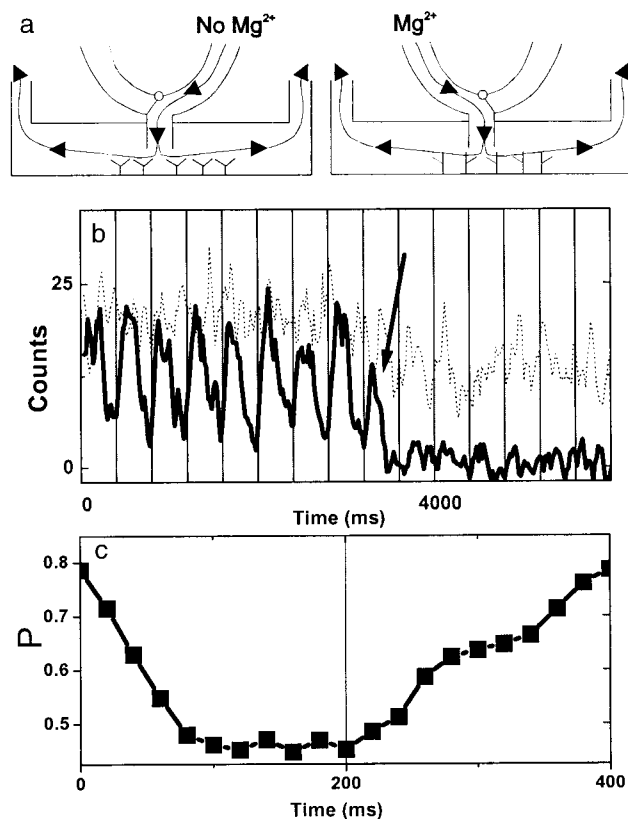 a
No Mg²⁺
Mg²⁺
b
Counts
25
0
0
4000
Time (ms)
c
P
0.8
0.7
0.6
0.5
0
200
400
Time (ms)